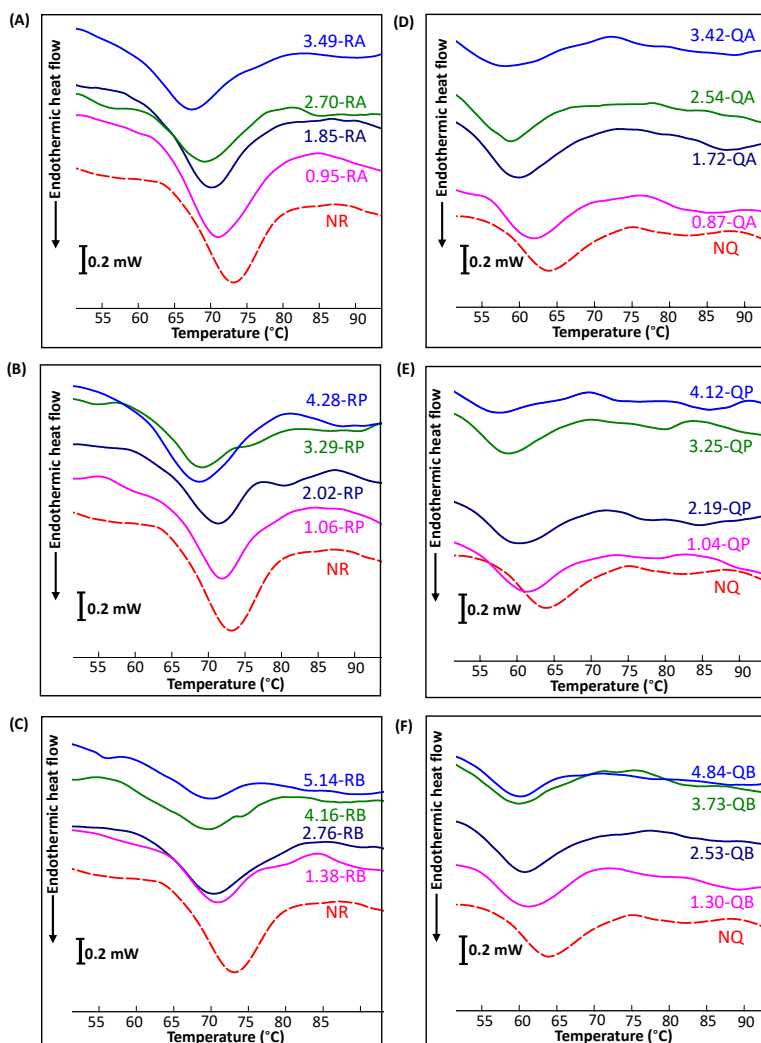 (A)
Endothermic heat flow
3.49-RA
2.70-RA
1.85-RA
0.95-RA
NR
0.2 mW
55 60 65 70 75 80 85 90
Temperature (°C)
(D)
Endothermic heat flow
3.42-QA
2.54-QA
1.72-QA
0.87-QA
NQ
0.2 mW
55 60 65 70 75 80 85 90
Temperature (°C)
(B)
Endothermic heat flow
4.28-RP
3.29-RP
2.02-RP
1.06-RP
NR
0.2 mW
55 60 65 70 75 80 85 90
Temperature (°C)
(E)
Endothermic heat flow
4.12-QP
3.25-QP
2.19-QP
1.04-QP
NQ
0.2 mW
55 60 65 70 75 80 85 90
Temperature (°C)
(C)
Endothermic heat flow
5.14-RB
4.16-RB
2.76-RB
1.38-RB
NR
0.2 mW
55 60 65 70 75 80 85
Temperature (°C)
(F)
Endothermic heat flow
4.84-QB
3.73-QB
2.53-QB
1.30-QB
NQ
0.2 mW
55 60 65 70 75 80 85 90
Temperature (°C)